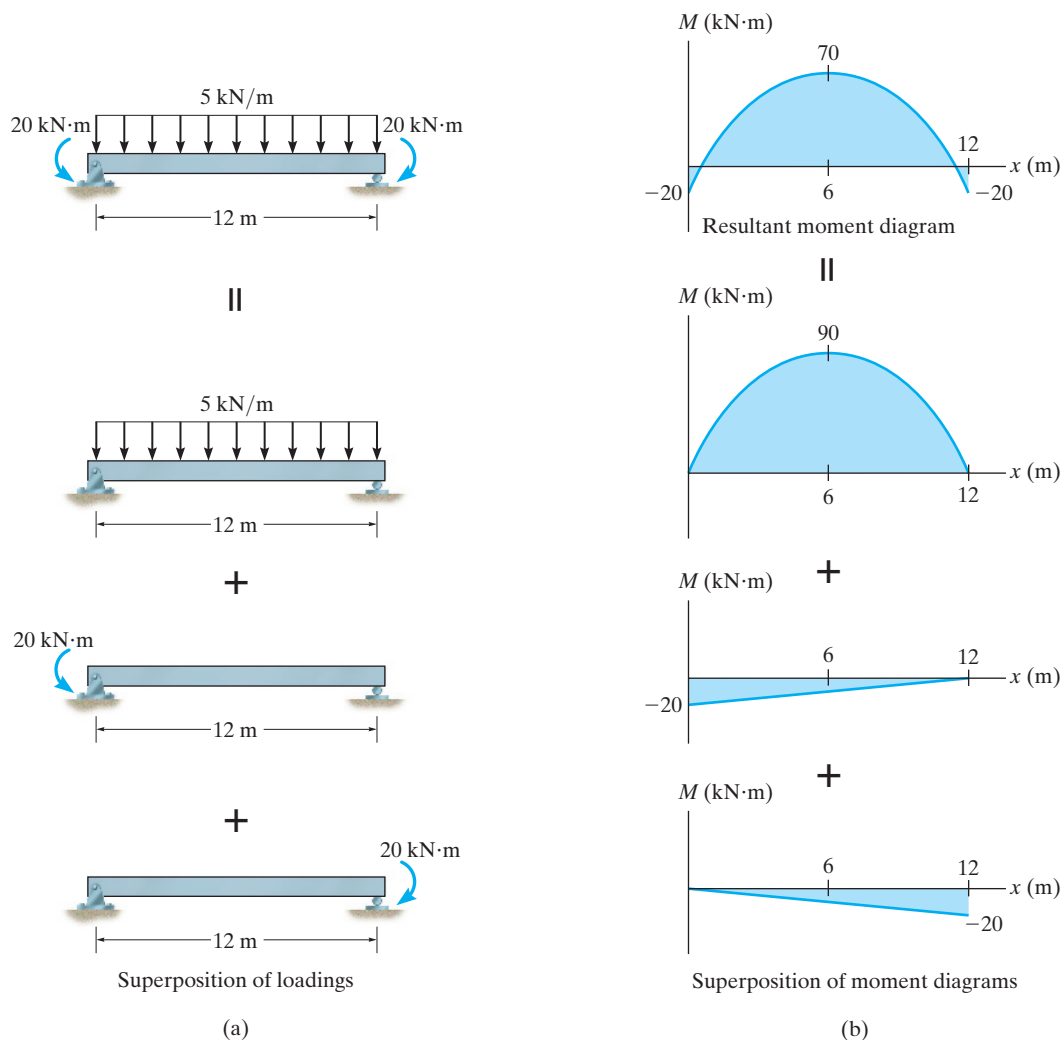 5 kN/m
20 kN·m
20 kN·m
12 m
=
5 kN/m
12 m
+
20 kN·m
12 m
+
20 kN·m
12 m
Superposition of loadings
(a)
M (kN·m)
70
12
x (m)
−20
6
−20
Resultant moment diagram
=
M (kN·m)
90
x (m)
6
12
+
M (kN·m)
6
12
x (m)
−20
+
M (kN·m)
6
12
x (m)
−20
Superposition of moment diagrams
(b)